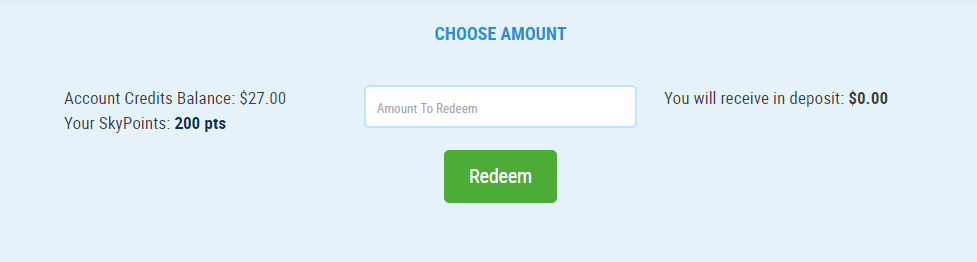 CHOOSE AMOUNT
Account Credits Balance: $27.00
Your SkyPoints: 200 pts
Amount To Redeem
You will receive in deposit: $0.00
Redeem